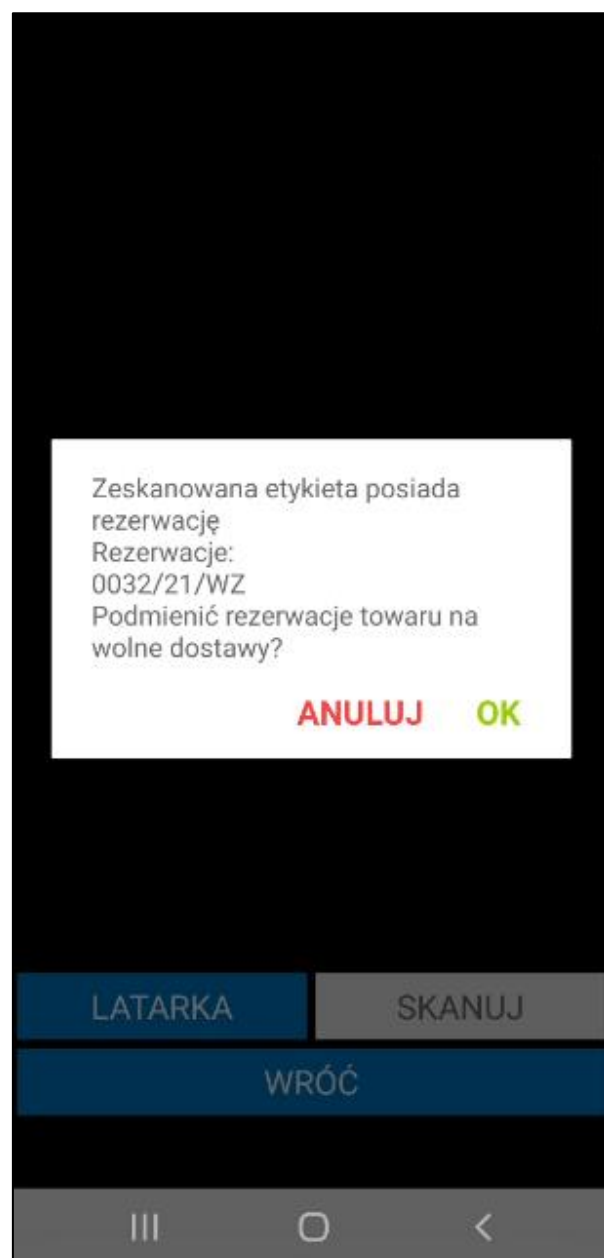 Zeskanowana etykieta posiada
rezerwację
Rezerwacje:
0032/21/WZ
Podmienić rezerwacje towaru na
wolne dostawy?
ANULUJ OK
LATARKA SKANUJ
WRÓĆ